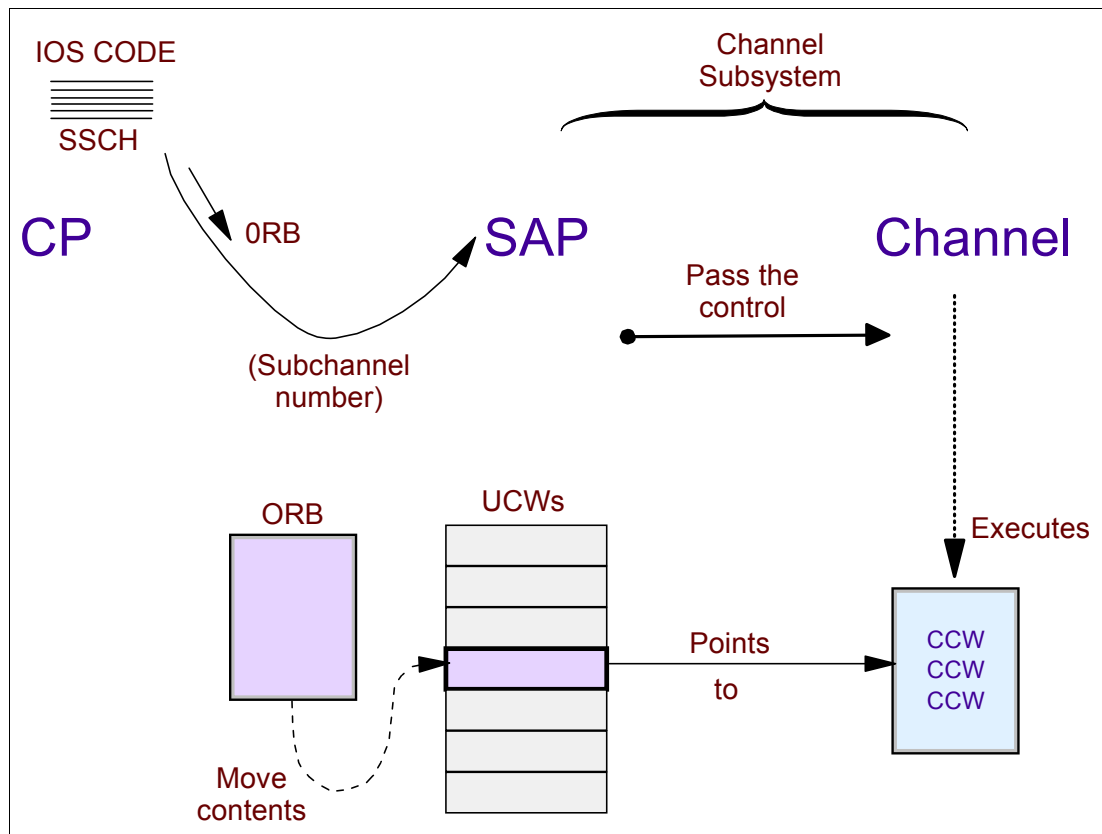 IOS CODE
SSCH
Channel
Subsystem
CP
0RB
SAP
Channel
Pass the
control
(Subchannel
number)
ORB
UCWs
Executes
CCW
CCW
CCW
Points
to
Move
contents